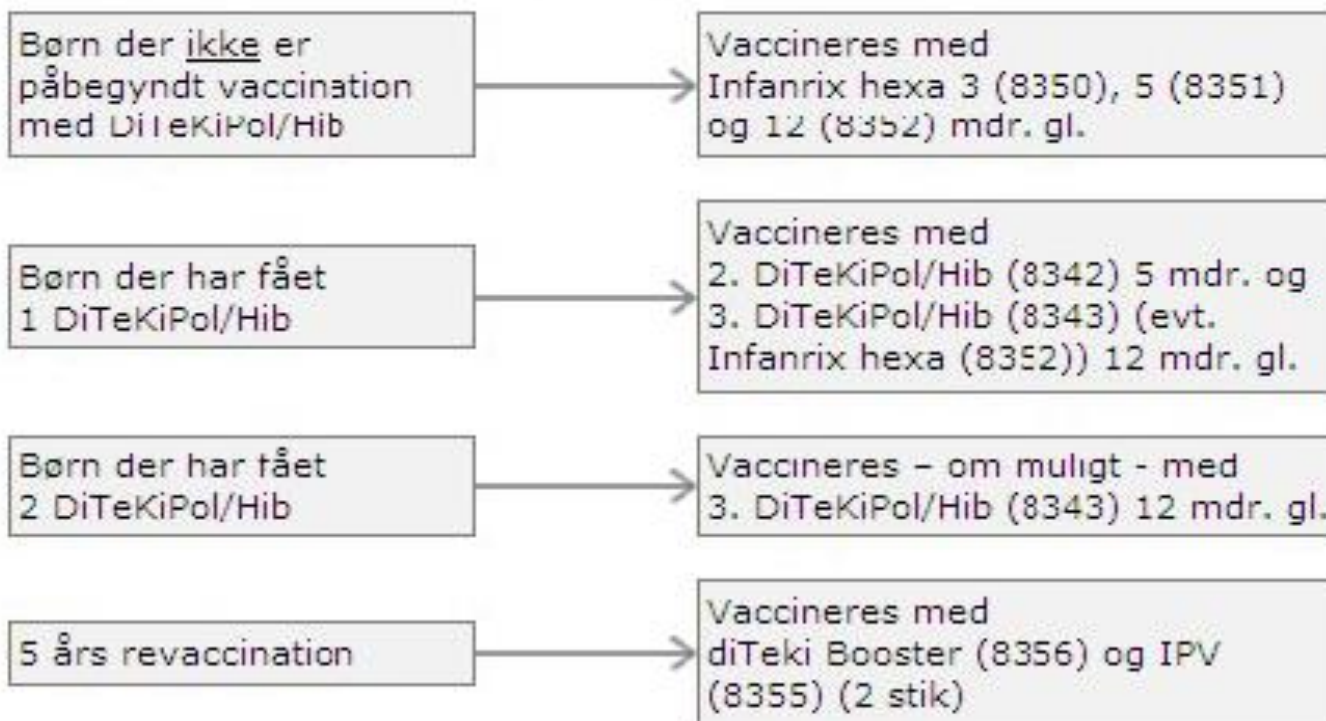 Børn der ikke er
påbegyndt vaccination
med DiTeKiPol/Hib
Vaccineres med
Infanrix hexa 3 (8350), 5 (8351)
og 12 (8352) mdr. gl.
Børn der har fået
1 DiTeKiPol/Hib
Vaccineres med
2. DiTeKiPol/Hib (8342) 5 mdr. og
3. DiTeKiPol/Hib (8343) (evt.
Infanrix hexa (8352)) 12 mdr. gl.
Børn der har fået
2 DiTeKiPol/Hib
Vaccineres – om muligt - med
3. DiTeKiPol/Hib (8343) 12 mdr. gl.
5 års revaccination
Vaccineres med
diTeki Booster (8356) og IPV
(8355) (2 stik)